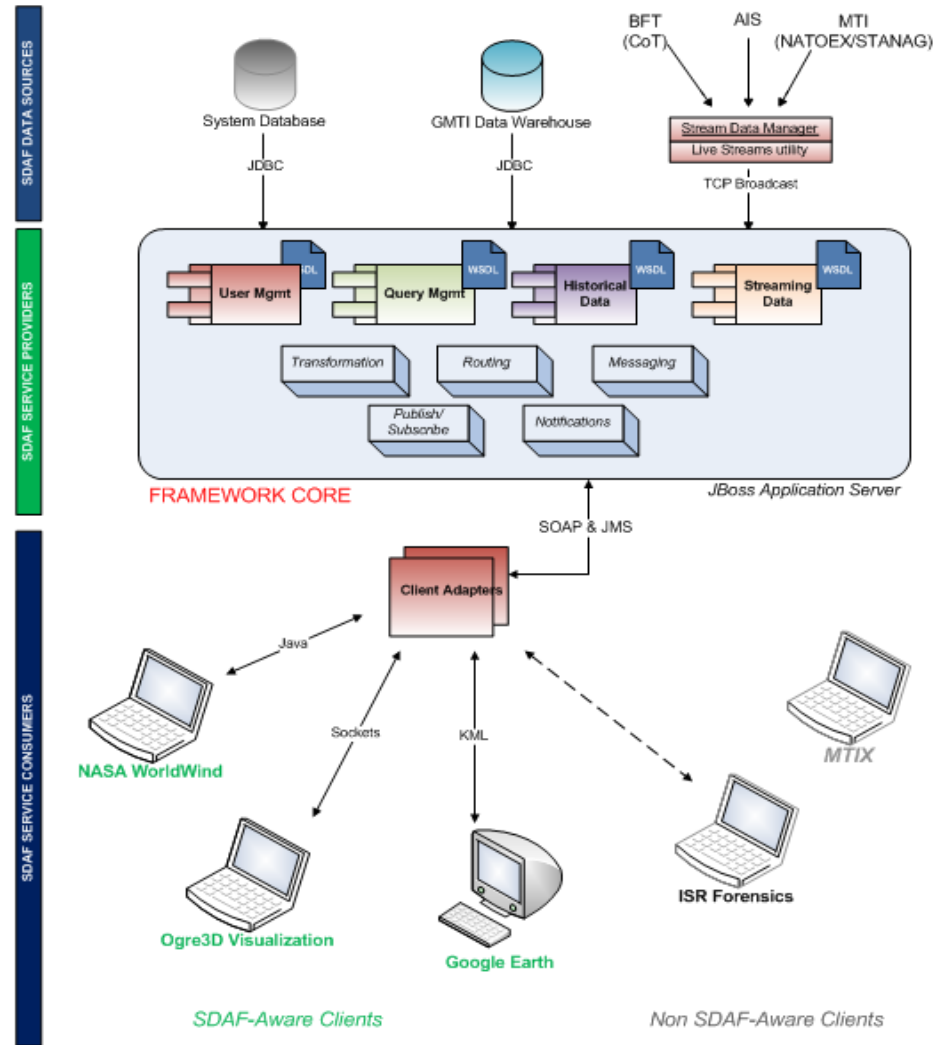 SDAF DATA SOURCES
BFT
(CoT)
AIS
MTI
(NATOEX/STANAG)
System Database
GMTI Data Warehouse
Stream Data Manager
Live Streams utility
JDBC
JDBC
TCP Broadcast
SDAF SERVICE PROVIDERS
WSDL
WSDL
WSDL
User Mgmt
Query Mgmt
Historical
Data
Streaming
Data
Transformation
Routing
Messaging
Publish/
Subscribe
Notifications
FRAMEWORK CORE
JBoss Application Server
SDAF SERVICE CONSUMERS
SOAP & JMS
Client Adapters
Java
Sockets
KML
NASA WorldWind
MTIX
ISR Forensics
Ogre3D Visualization
Google Earth
SDAF-Aware Clients
Non SDAF-Aware Clients